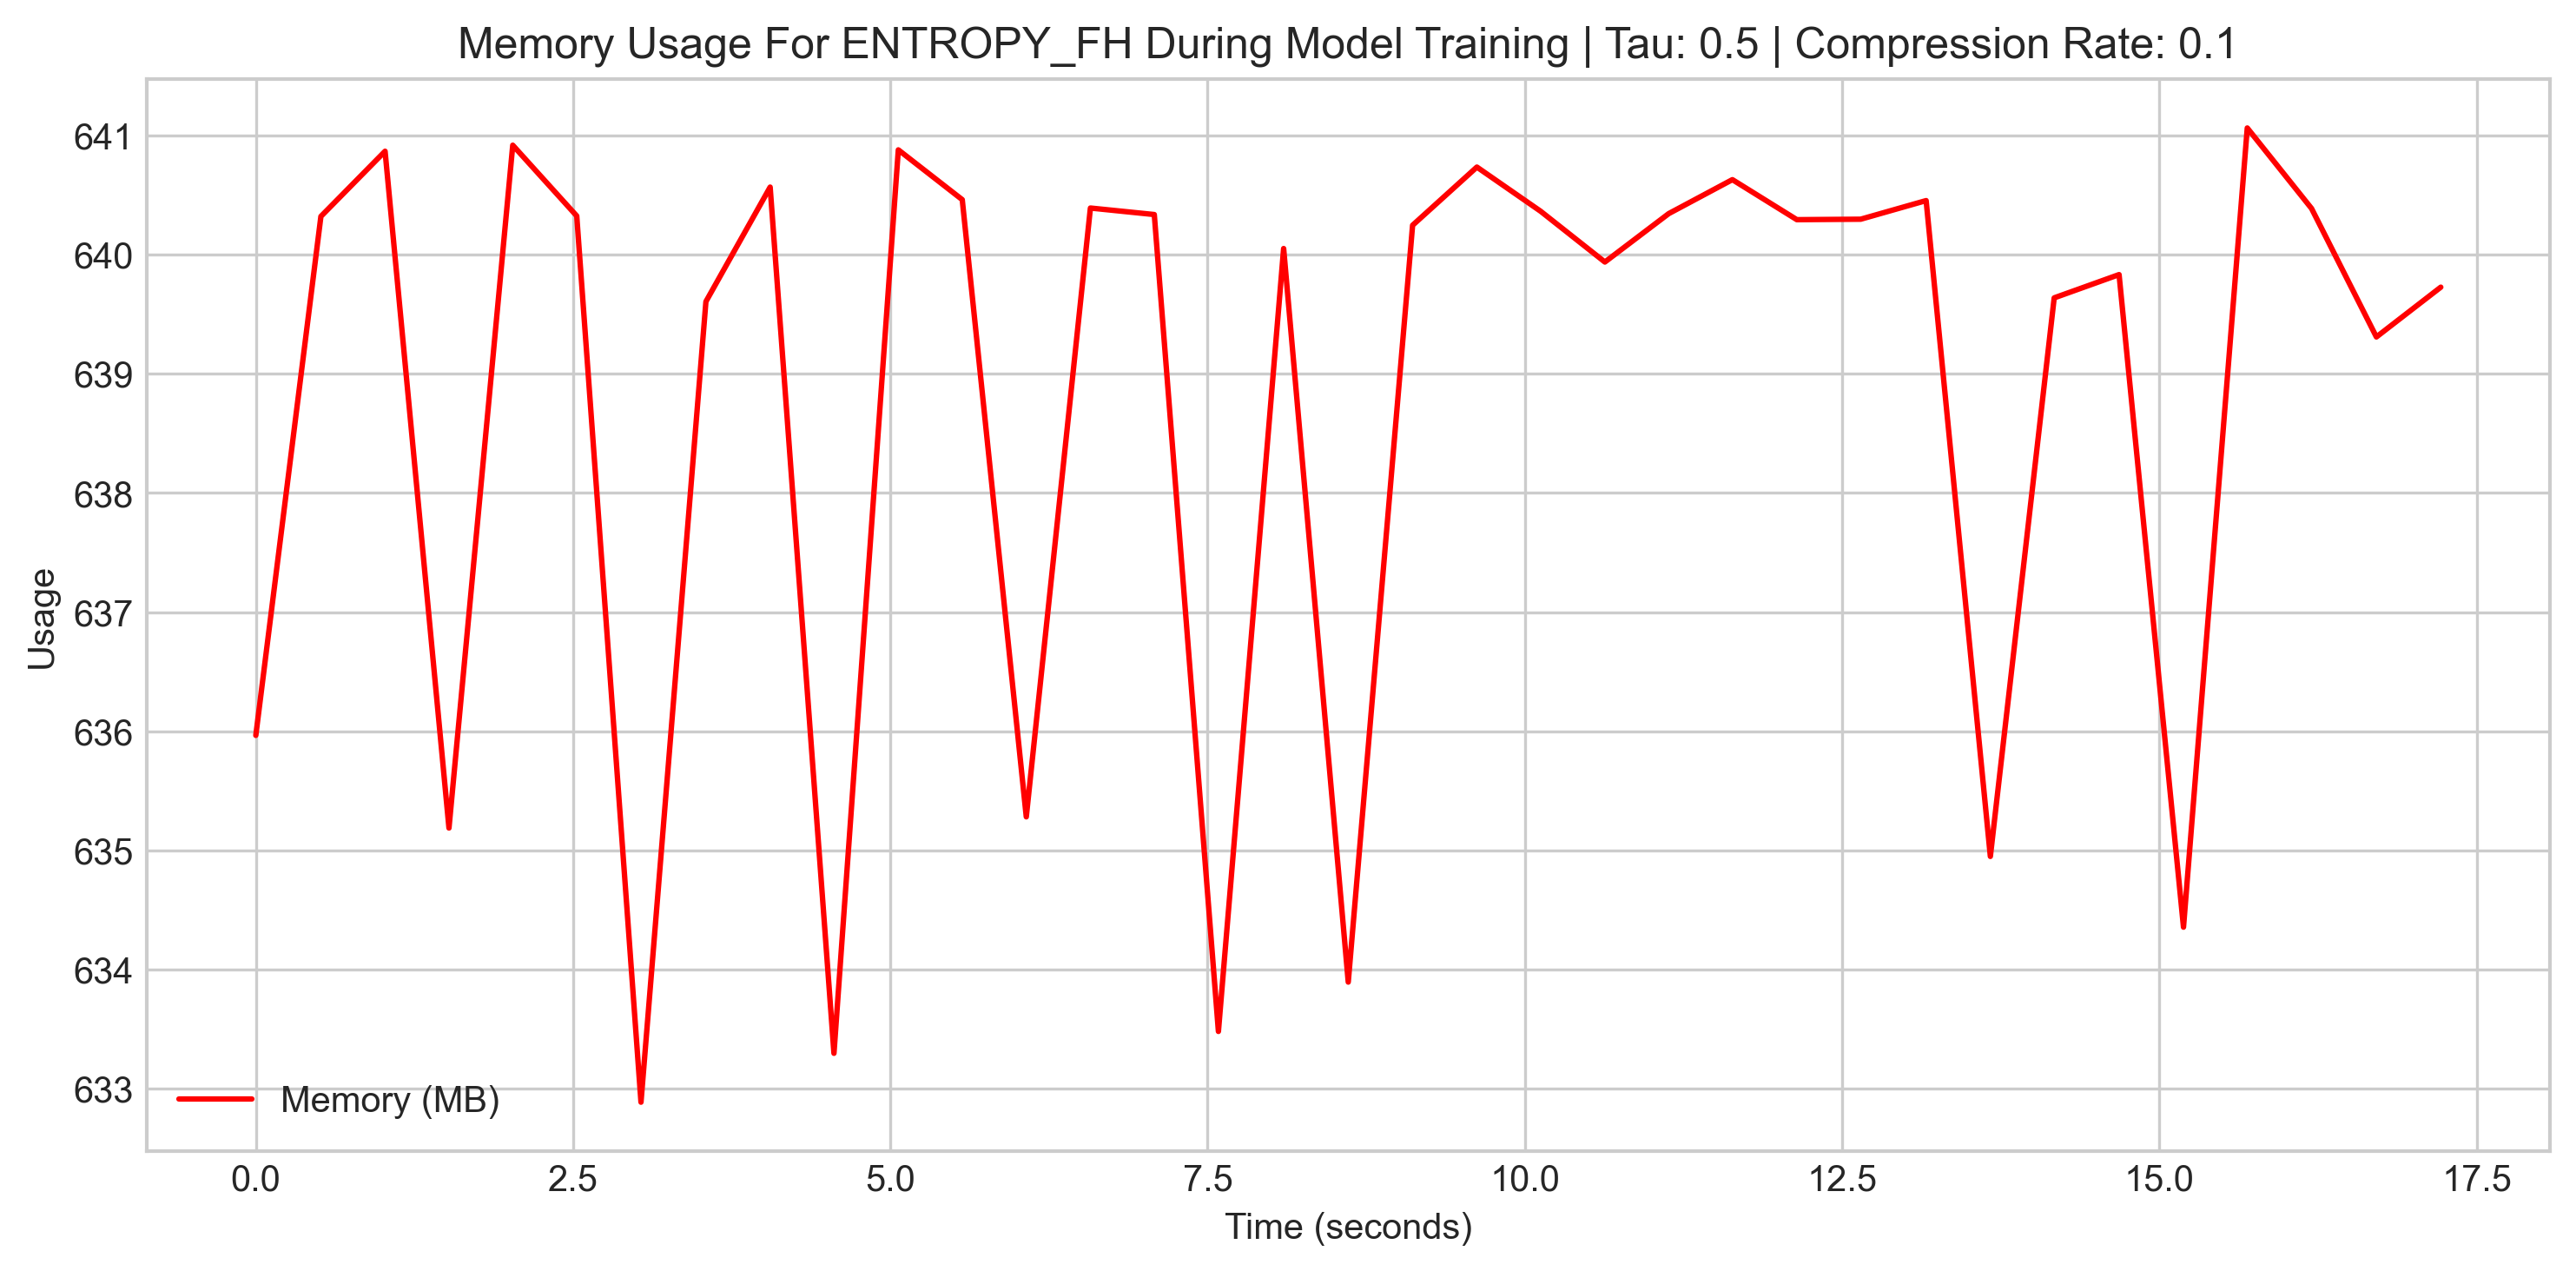 Memory Usage For ENTROPY_FH During Model Training | Tau: 0.5 | Compression Rate: 0.1
641
640
639
638
637
636
635
634
633
Usage
Memory (MB)
0.0 2.5 5.0 7.5 10.0 12.5 15.0 17.5
Time (seconds)